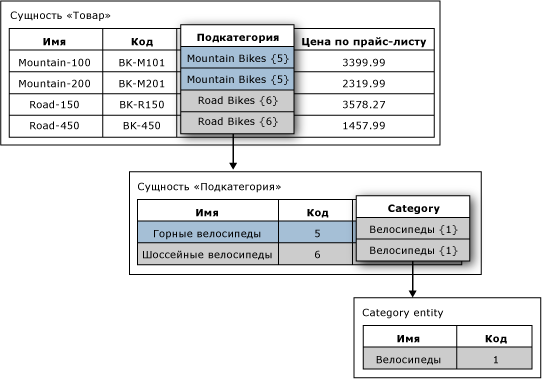 Сущность «Товар»
Имя Код Подкатегория Цена по прайс-листу
Mountain-100 BK-M101 Mountain Bikes {5} 3399.99
Mountain-200 BK-M201 Mountain Bikes {5} 2319.99
Road-150 BK-R150 Road Bikes {6} 3578.27
Road-450 BK-450 Road Bikes {6} 1457.99
Сущность «Подкатегория»
Имя Код Category
Горные велосипеды 5 Велосипеды {1}
Шоссейные велосипеды 6 Велосипеды {1}
Category entity
Имя Код
Велосипеды 1